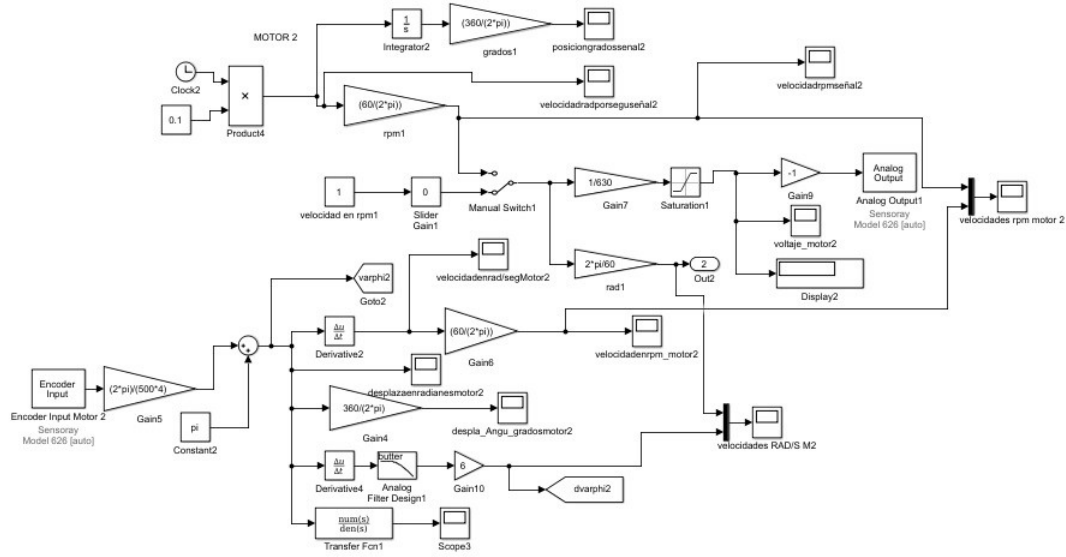 1
s
Integrator2
(360/(2*pi))
grados1
posiciongradossenal2
MOTOR 2
Clock2
0.1
×
Product4
(60/(2*pi))
rpm1
velocidadradporseguseñal2
velocidadrpmseñal2
1
velocidad en rpm1
0
Slider
Gain1
Manual Switch1
1/630
Gain7
Saturation1
-1
Gain9
Analog
Output
Analog Output1
Sensoray
Model 626 [auto]
velocidades rpm motor 2
voltaje_motor2
Display2
2*pi/60
rad1
2
Out2
velocidadenrad/segMotor2
varphi2
Goto2
Δu
Δt
Derivative2
(60/(2*pi))
Gain6
velocidadenrpm_motor2
desplazaenradianesmotor2
Encoder
Input
Encoder Input Motor 2
Sensoray
Model 626 [auto]
(2*pi)/(500*4)
Gain5
pi
Constant2
360/(2*pi)
Gain4
despla_Angu_gradosmotor2
velocidades RAD/S M2
Δu
Δt
Derivative4
butter
Analog
Filter Design1
6
Gain10
dvarphi2
num(s)
den(s)
Transfer Fcn1
Scope3